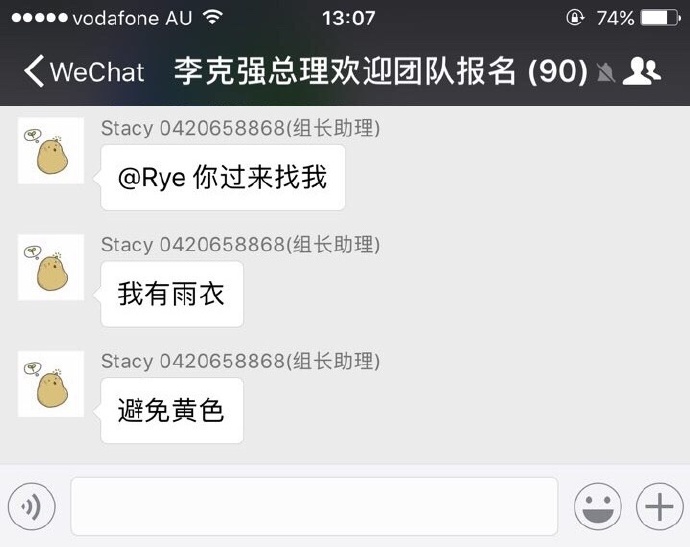 vodafone AU 13:07 74%
WeChat 李克强总理欢迎团队报名 (90)
Stacy 0420658868(组长助理)
@Rye 你过来找我
Stacy 0420658868(组长助理)
我有雨衣
Stacy 0420658868(组长助理)
避免黄色